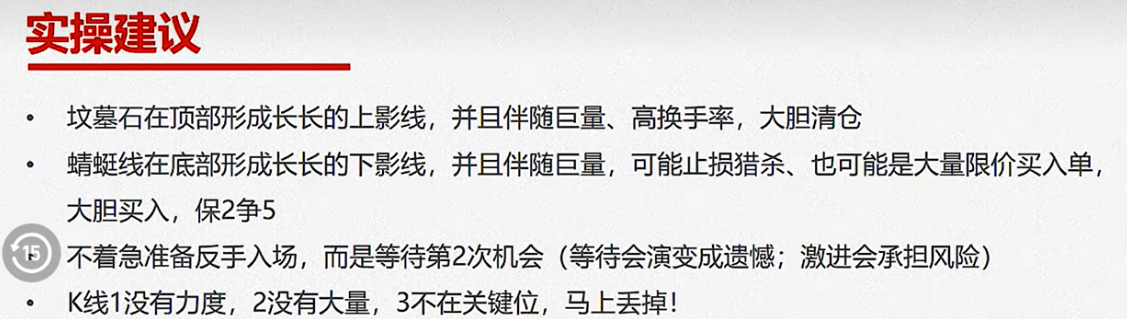 实操建议
• 坟墓石在顶部形成长长的上影线，并且伴随巨量、高换手率，大胆清仓
• 蜻蜓线在底部形成长长的下影线，并且伴随巨量，可能止损猎杀、也可能是大量限价买入单，
大胆买入，保2争5
15
• 不着急准备反手入场，而是等待第2次机会（等待会演变成遗憾；激进会承担风险）
• K线1没有力度，2没有大量，3不在关键位，马上丢掉！